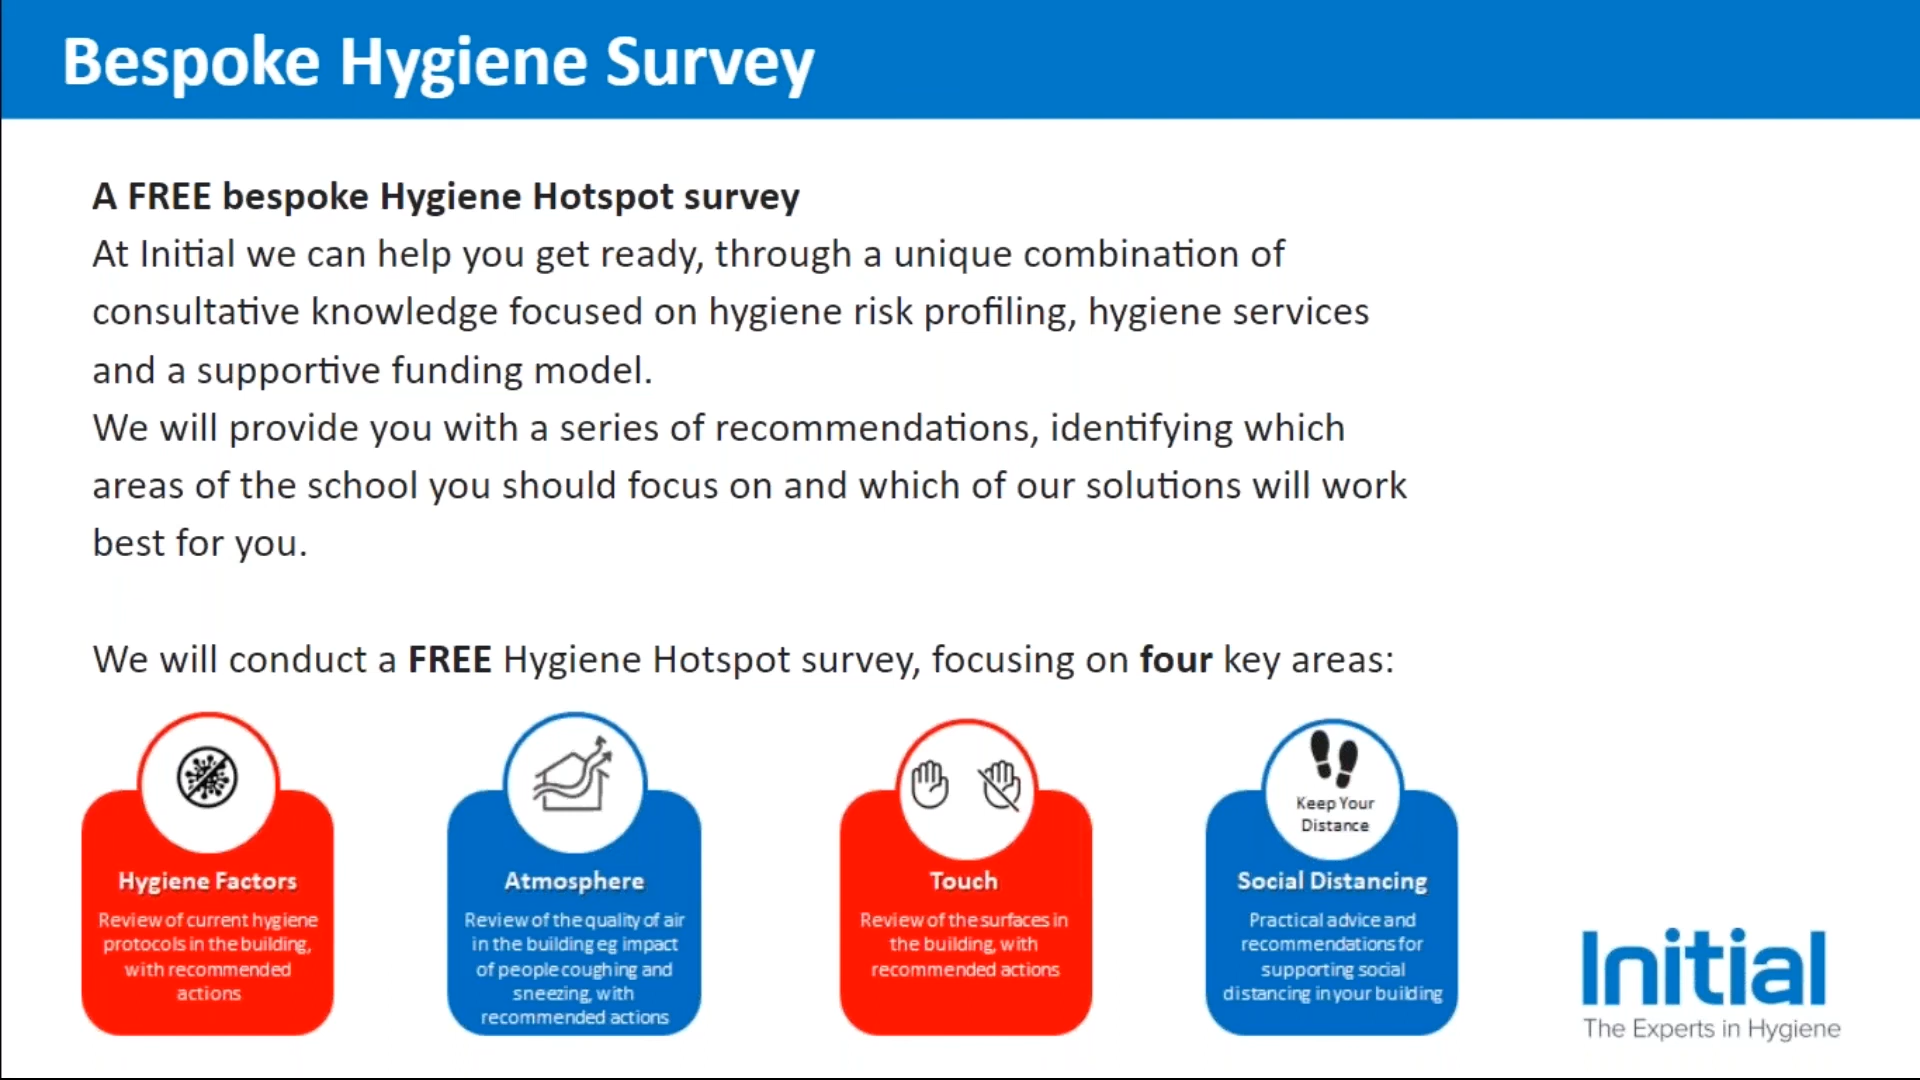 Bespoke Hygiene Survey
A FREE bespoke Hygiene Hotspot survey
At Initial we can help you get ready, through a unique combination of
consultative knowledge focused on hygiene risk profiling, hygiene services
and a supportive funding model.
We will provide you with a series of recommendations, identifying which
areas of the school you should focus on and which of our solutions will work
best for you.
We will conduct a FREE Hygiene Hotspot survey, focusing on four key areas:
Hygiene Factors
Review of current hygiene
protocols in the building,
with recommended
actions
Atmosphere
Review of the quality of air
in the building eg impact
of people coughing and
sneezing, with
recommended actions
Touch
Review of the surfaces in
the building, with
recommended actions
Keep Your
Distance
Social Distancing
Practical advice and
recommendations for
supporting social
distancing in your building
Initial
The Experts in Hygiene